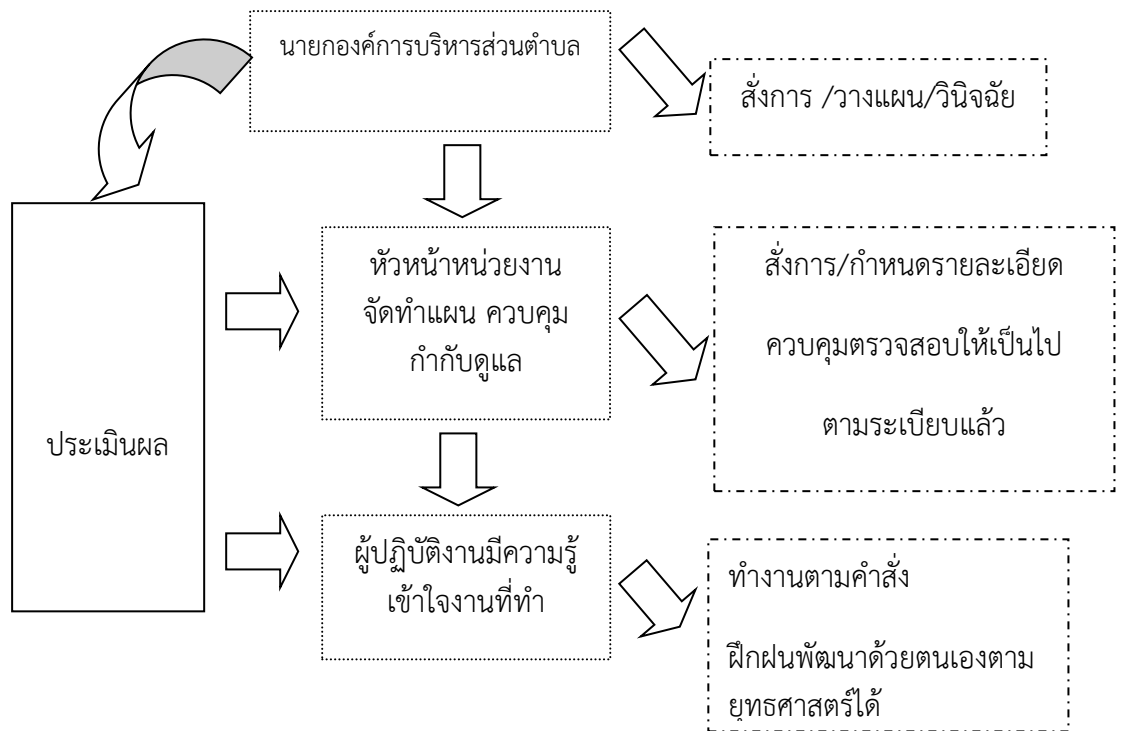 นายกองค์การบริหารส่วนตำบล
สั่งการ /วางแผน/วินิจฉัย
หัวหน้าหน่วยงาน
จัดทำแผน ควบคุม
กำกับดูแล
สั่งการ/กำหนดรายละเอียด
ควบคุมตรวจสอบให้เป็นไป
ตามระเบียบแล้ว
ประเมินผล
ผู้ปฏิบัติงานมีความรู้
เข้าใจงานที่ทำ
ทำงานตามคำสั่ง
ฝึกฝนพัฒนาด้วยตนเองตาม
ยุทธศาสตร์ได้